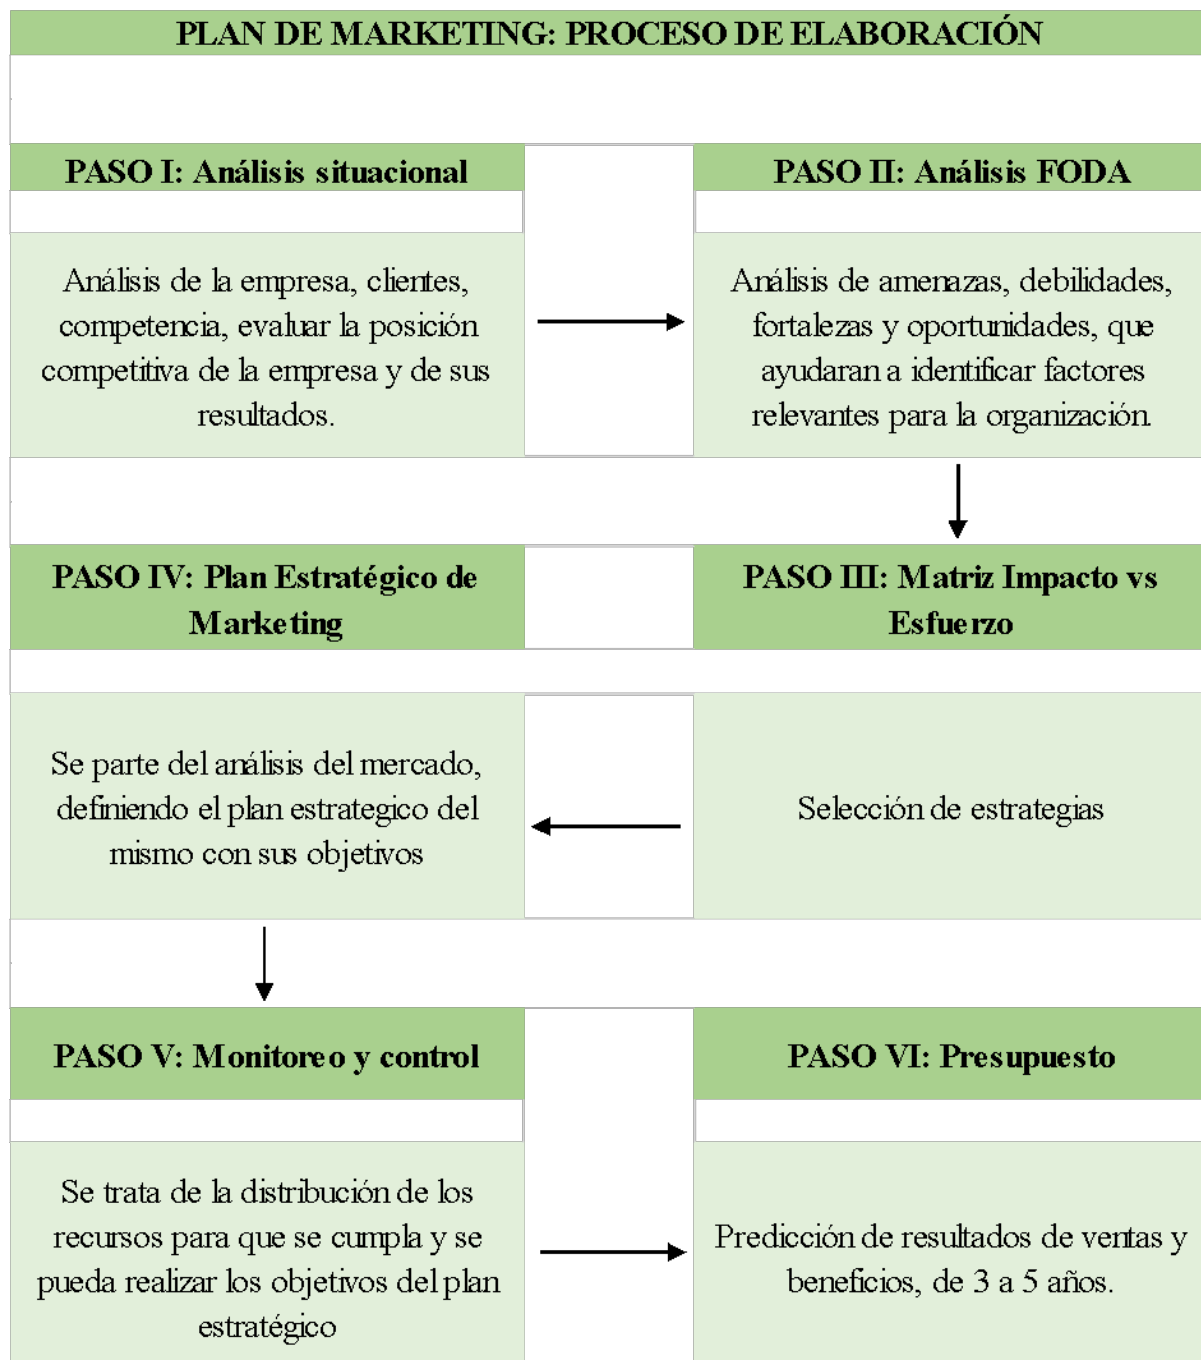 PLAN DE MARKETING: PROCESO DE ELABORACIÓN
PASO I: Análisis situacional
Análisis de la empresa, clientes,
competencia, evaluar la posición
competitiva de la empresa y de sus
resultados.
PASO II: Análisis FODA
Análisis de amenazas, debilidades,
fortalezas y oportunidades, que
ayudaran a identificar factores
relevantes para la organización.
PASO III: Matriz Impacto vs
Esfuerzo
Selección de estrategias
PASO IV: Plan Estratégico de
Marketing
Se parte del análisis del mercado,
definiendo el plan estrategico del
mismo con sus objetivos
PASO V: Monitoreo y control
Se trata de la distribución de los
recursos para que se cumpla y se
pueda realizar los objetivos del plan
estratégico
PASO VI: Presupuesto
Predicción de resultados de ventas y
beneficios, de 3 a 5 años.